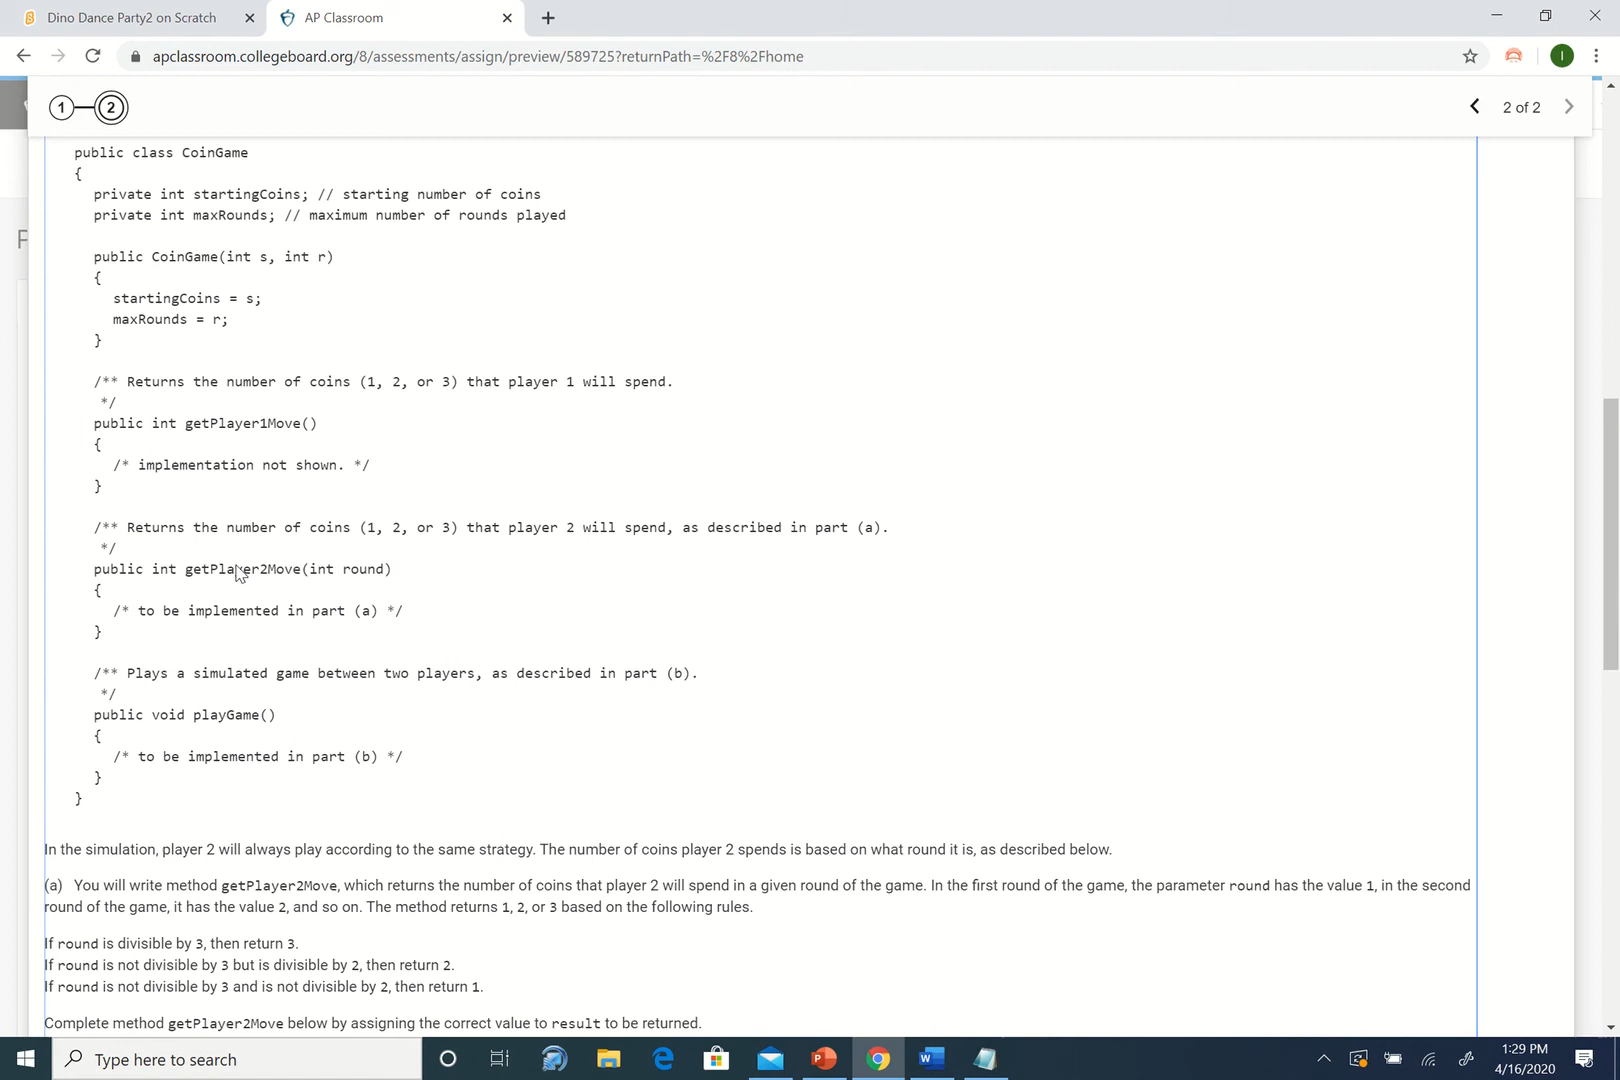 Dino Dance Party2 on Scratch
AP Classroom
apclassroom.collegeboard.org/8/assessments/assign/preview/589725?returnPath=%2F8%2Fhome
I
1
2
2 of 2
public class CoinGame
{
private int startingCoins; // starting number of coins
private int maxRounds; // maximum number of rounds played
public CoinGame(int s, int r)
{
startingCoins = s;
maxRounds = r;
}
/** Returns the number of coins (1, 2, or 3) that player 1 will spend.
*/
public int getPlayer1Move()
{
/* implementation not shown. */
}
/** Returns the number of coins (1, 2, or 3) that player 2 will spend, as described in part (a).
*/
public int getPlayer2Move(int round)
{
/* to be implemented in part (a) */
}
/** Plays a simulated game between two players, as described in part (b).
*/
public void playGame()
{
/* to be implemented in part (b) */
}
}
In the simulation, player 2 will always play according to the same strategy. The number of coins player 2 spends is based on what round it is, as described below.
(a) You will write method getPlayer2Move, which returns the number of coins that player 2 will spend in a given round of the game. In the first round of the game, the parameter round has the value 1, in the second
round of the game, it has the value 2, and so on. The method returns 1, 2, or 3 based on the following rules.
If round is divisible by 3, then return 3.
If round is not divisible by 3 but is divisible by 2, then return 2.
If round is not divisible by 3 and is not divisible by 2, then return 1.
Complete method getPlayer2Move below by assigning the correct value to result to be returned.
Type here to search
1:29 PM
4/16/2020